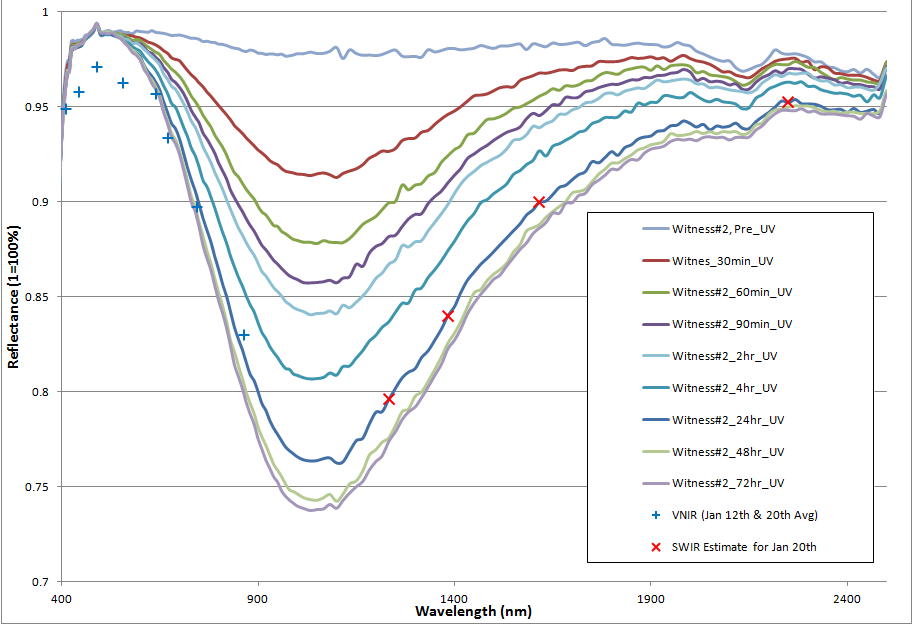 1
0.95
0.9
0.85
0.8
0.75
0.7
Reflectance (1=100%)
400
900
1400
1900
2400
Wavelength (nm)
Witness#2, Pre_UV
Witnes_30min_UV
Witness#2_60min_UV
Witness#2_90min_UV
Witness#2_2hr_UV
Witness#2_4hr_UV
Witness#2_24hr_UV
Witness#2_48hr_UV
Witness#2_72hr_UV
VNIR (Jan 12th & 20th Avg)
SWIR Estimate for Jan 20th